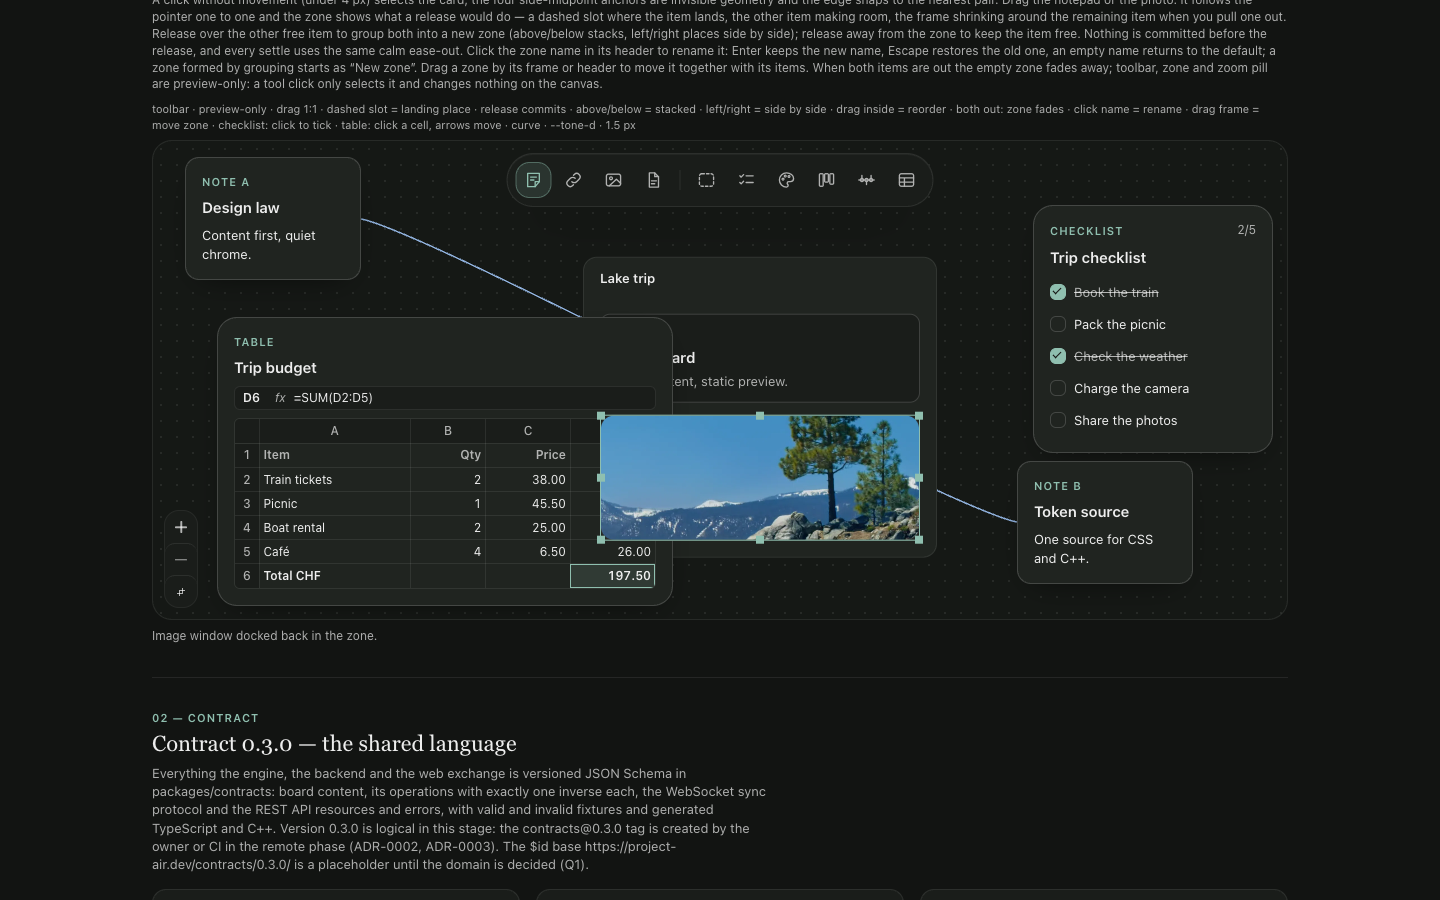 A click without movement (under 4 px) selects the card; the four side-midpoint anchors are invisible geometry and the edge snaps to the nearest pair. Drag the notepad or the photo: it follows the
pointer one to one and the zone shows what a release would do — a dashed slot where the item lands, the other item making room, the frame shrinking around the remaining item when you pull one out.
Release over the other free item to group both into a new zone (above/below stacks, left/right places side by side); release away from the zone to keep the item free. Nothing is committed before the
release, and every settle uses the same calm ease-out. Click the zone name in its header to rename it: Enter keeps the new name, Escape restores the old one, an empty name returns to the default; a
zone formed by grouping starts as “New zone”. Drag a zone by its frame or header to move it together with its items. When both items are out the empty zone fades away; toolbar, zone and zoom pill
are preview-only: a tool click only selects it and changes nothing on the canvas.
toolbar · preview-only · drag 1:1 · dashed slot = landing place · release commits · above/below = stacked · left/right = side by side · drag inside = reorder · both out: zone fades · click name = rename · drag frame =
move zone · checklist: click to tick · table: click a cell, arrows move · curve · --tone-d · 1.5 px
NOTE A
Design law
Content first, quiet
chrome.
Lake trip
ard
ent, static preview.
CHECKLIST 2/5
Trip checklist
Book the train
Pack the picnic
Check the weather
Charge the camera
Share the photos
TABLE
Trip budget
D6 fx =SUM(D2:D5)
A B C
1 Item Qty Price
2 Train tickets 2 38.00
3 Picnic 1 45.50
4 Boat rental 2 25.00
5 Café 4 6.50 26.00
6 Total CHF 197.50
NOTE B
Token source
One source for CSS
and C++.
Image window docked back in the zone.
02 — CONTRACT
Contract 0.3.0 — the shared language
Everything the engine, the backend and the web exchange is versioned JSON Schema in
packages/contracts: board content, its operations with exactly one inverse each, the WebSocket sync
protocol and the REST API resources and errors, with valid and invalid fixtures and generated
TypeScript and C++. Version 0.3.0 is logical in this stage: the contracts@0.3.0 tag is created by the
owner or CI in the remote phase (ADR-0002, ADR-0003). The $id base https://project-
air.dev/contracts/0.3.0/ is a placeholder until the domain is decided (Q1).